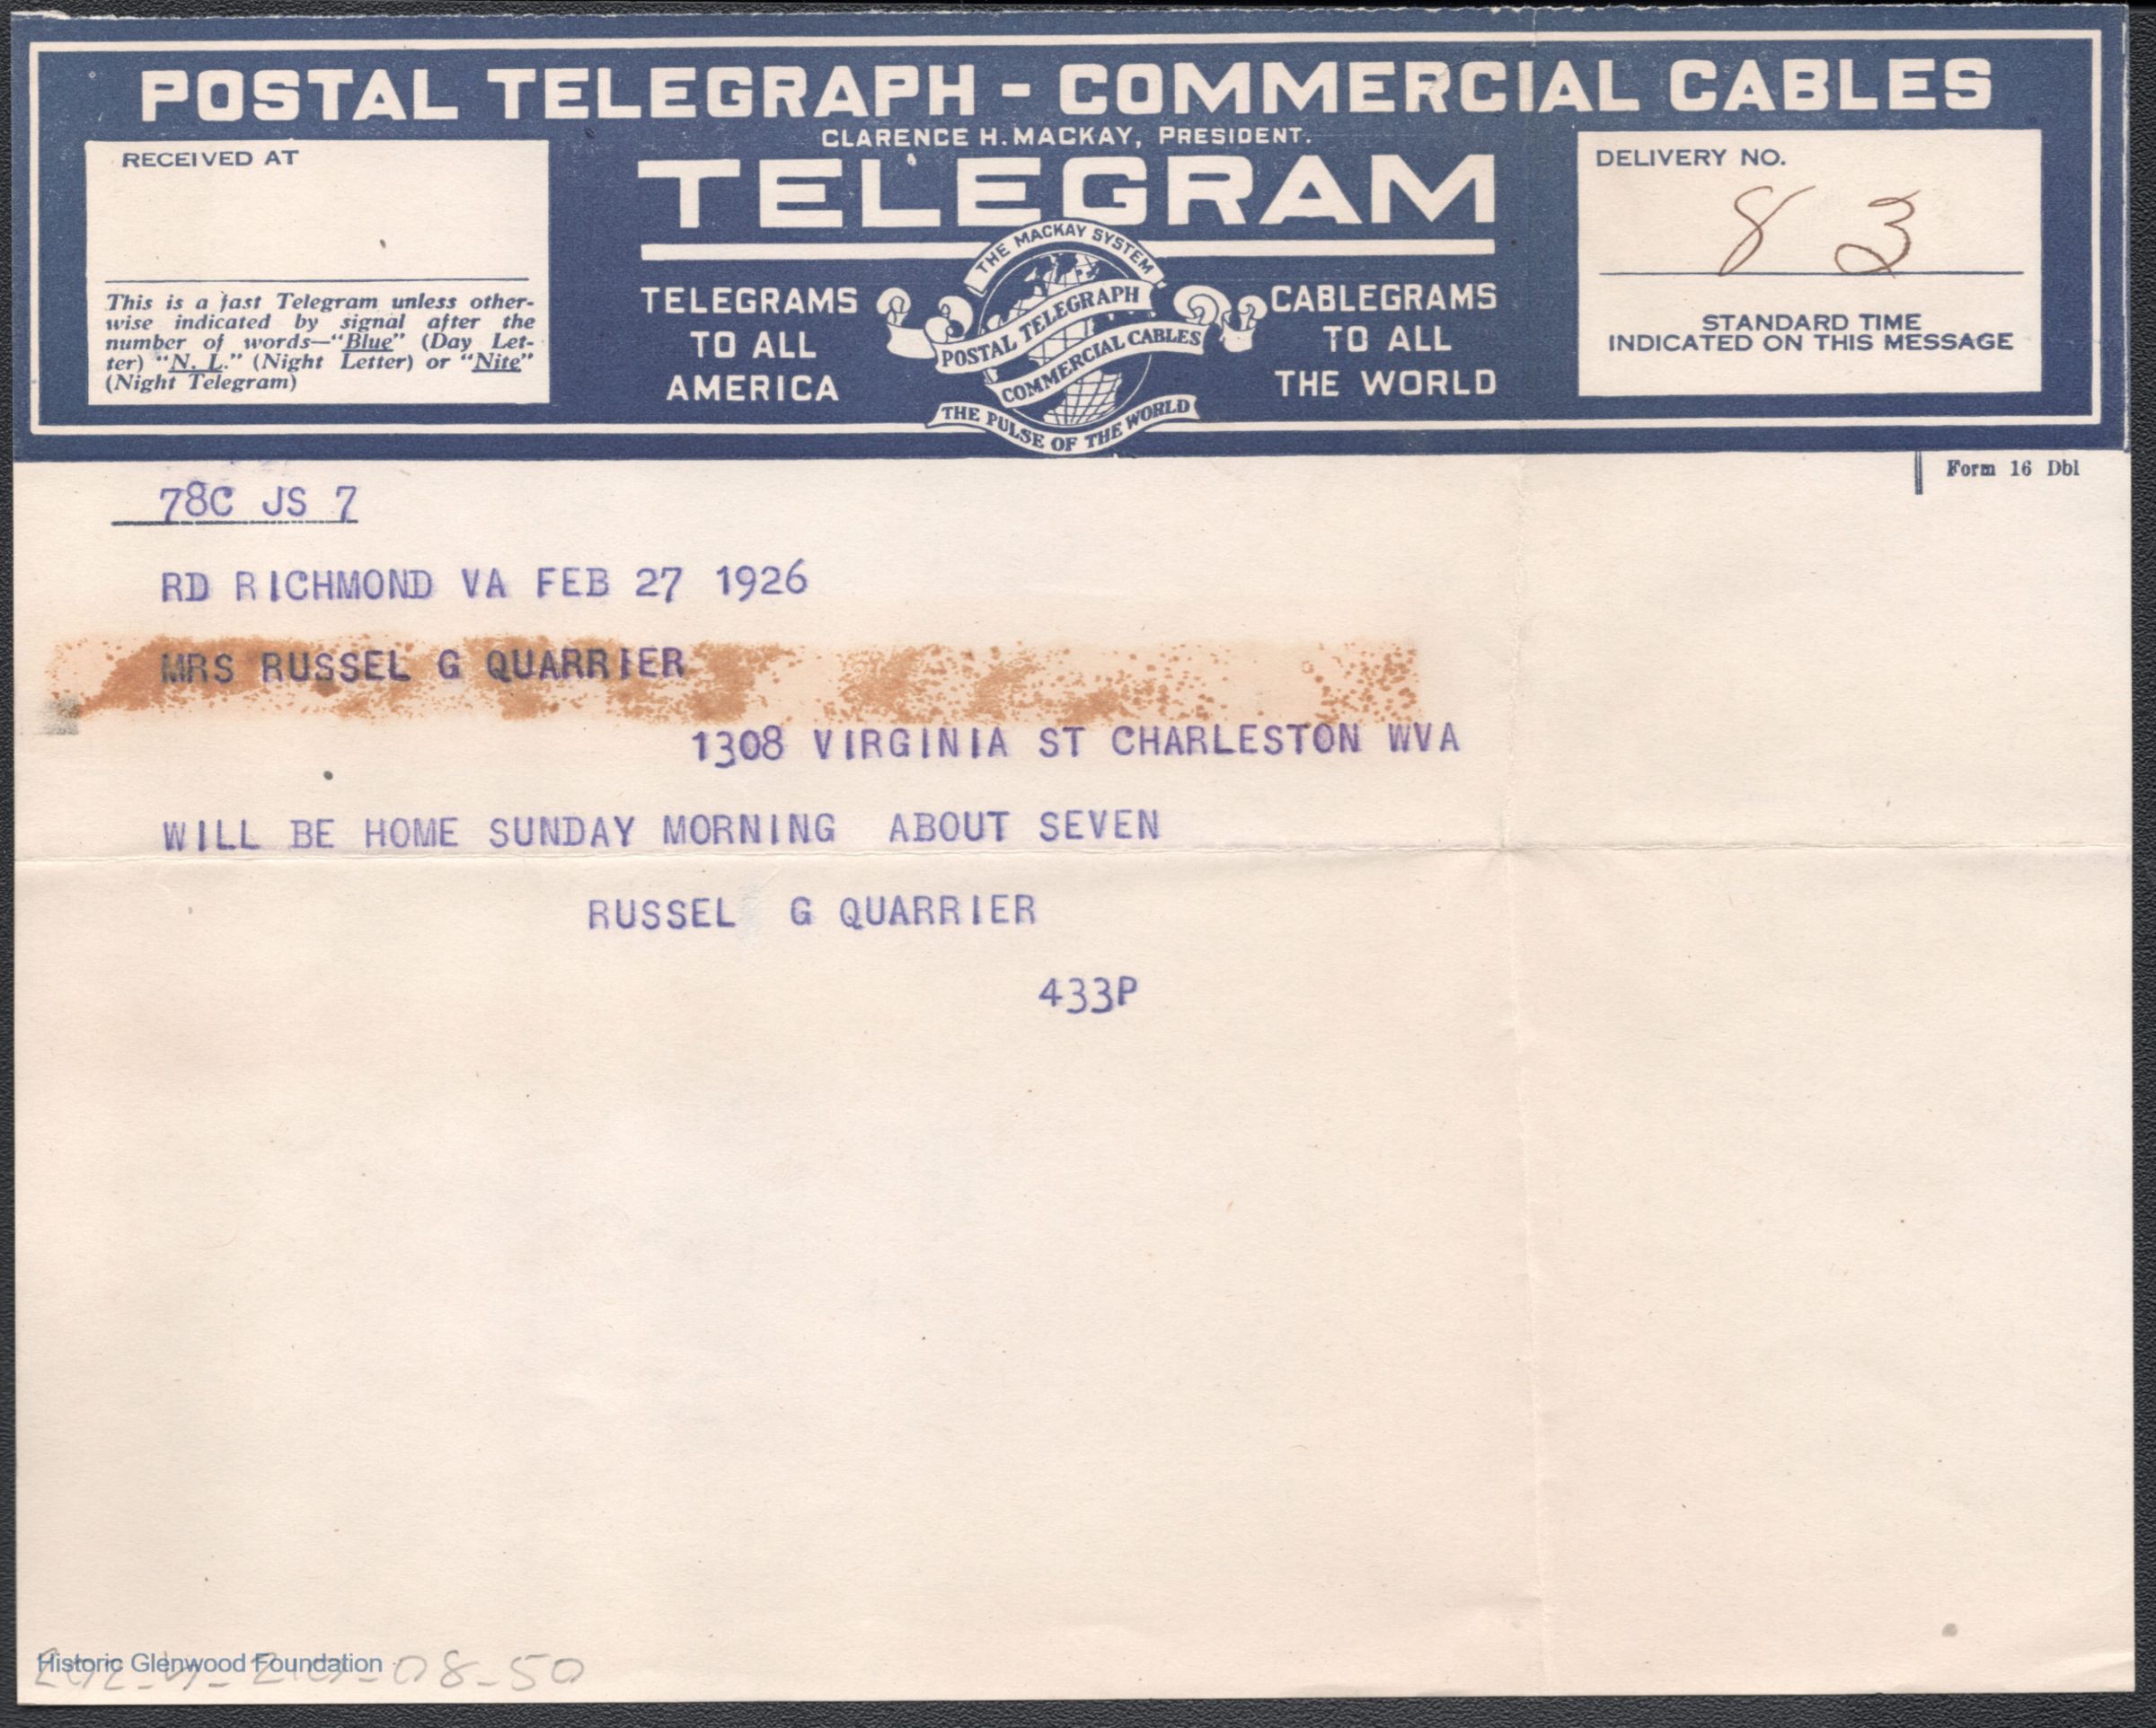 POSTAL TELEGRAPH - COMMERCIAL CABLES
CLARENCE H. MACKAY, PRESIDENT.
TELEGRAM
RECEIVED AT
This is a fast Telegram unless other-
wise indicated by signal after the
number of words—"Blue" (Day Let-
ter) "N. L." (Night Letter) or "Nite"
(Night Telegram)
TELEGRAMS
TO ALL
AMERICA
THE MACKAY SYSTEM
POSTAL TELEGRAPH
COMMERCIAL CABLES
THE PULSE OF THE WORLD
CABLEGRAMS
TO ALL
THE WORLD
DELIVERY NO.
83
STANDARD TIME
INDICATED ON THIS MESSAGE
Form 16 Dbl
78C JS 7
RD RICHMOND VA FEB 27 1926
MRS RUSSEL G QUARRIER
1308 VIRGINIA ST CHARLESTON WVA
WILL BE HOME SUNDAY MORNING ABOUT SEVEN
RUSSEL G QUARRIER
433P
Historic Glenwood Foundation
08-50